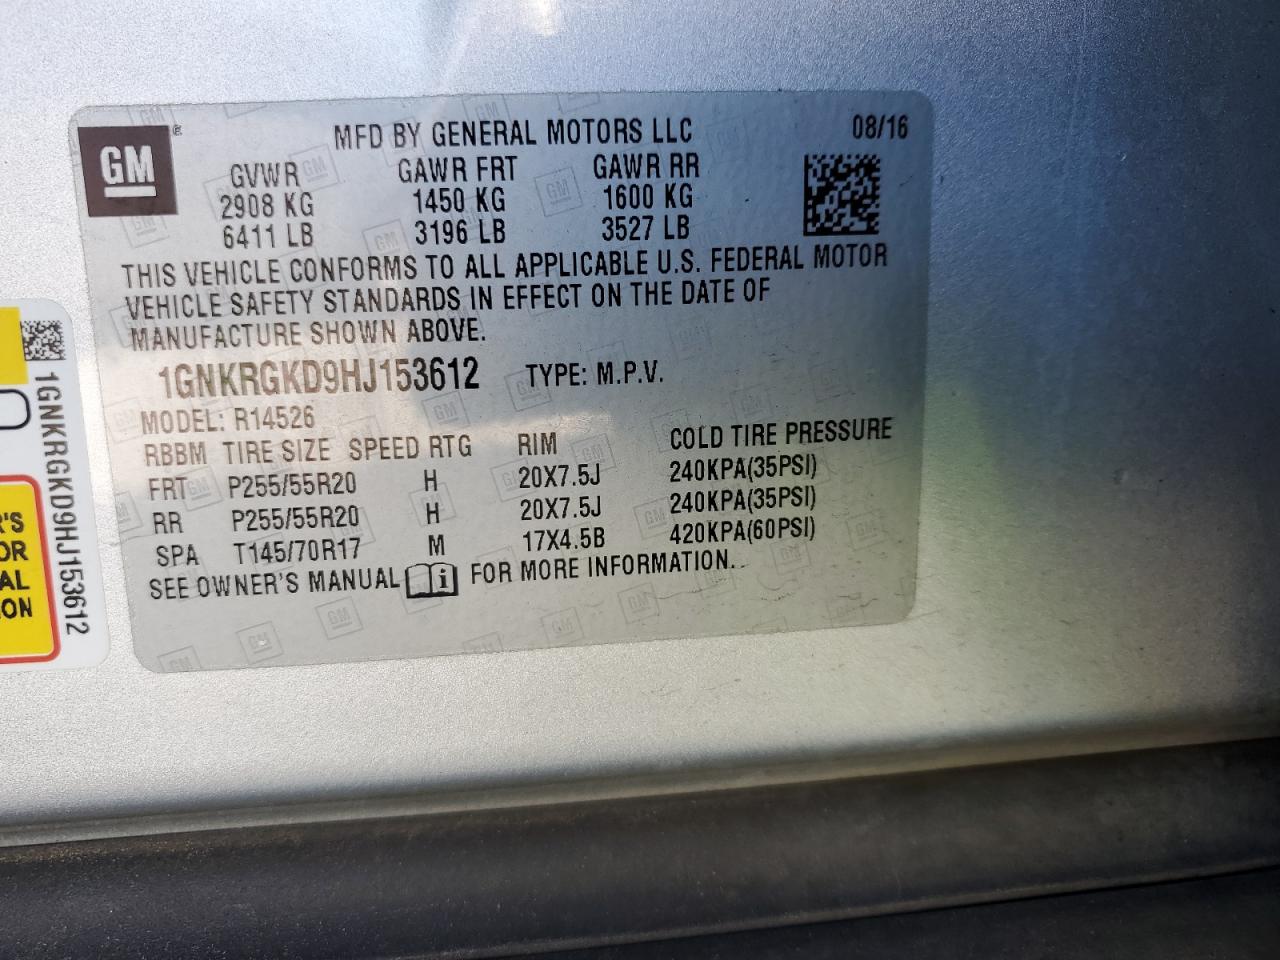 GM
®
MFD BY GENERAL MOTORS LLC 08/16
GVWR GAWR FRT GAWR RR
2908 KG 1450 KG 1600 KG
6411 LB 3196 LB 3527 LB
THIS VEHICLE CONFORMS TO ALL APPLICABLE U.S. FEDERAL MOTOR
VEHICLE SAFETY STANDARDS IN EFFECT ON THE DATE OF
MANUFACTURE SHOWN ABOVE.
1GNKRGKD9HJ153612 TYPE: M.P.V.
MODEL: R14526
RBBM TIRE SIZE SPEED RTG RIM COLD TIRE PRESSURE
FRT P255/55R20 H 20X7.5J 240KPA(35PSI)
RR P255/55R20 H 20X7.5J 240KPA(35PSI)
SPA T145/70R17 M 17X4.5B 420KPA(60PSI)
SEE OWNER'S MANUAL i FOR MORE INFORMATION.
1GNKRGKD9HJ153612
R'S
OR
AL
ON